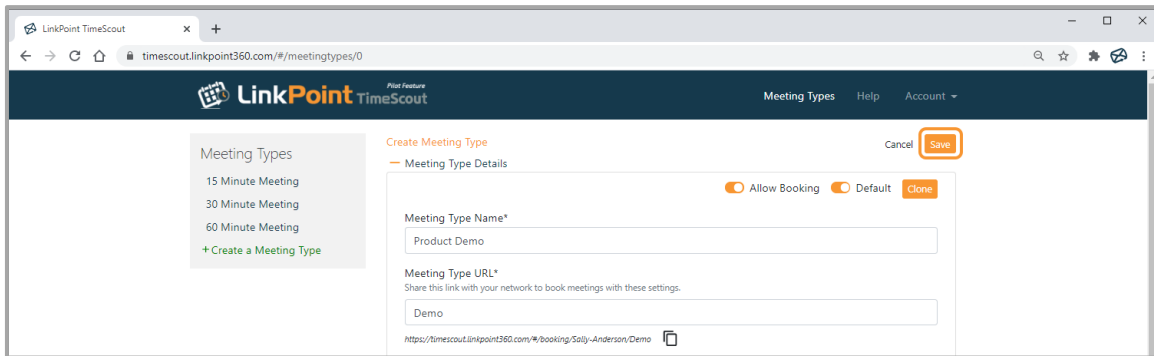 LinkPoint TimeScout
timescout.linkpoint360.com/#/meetingtypes/0
LinkPoint TimeScout Pilot Feature
Meeting Types Help Account
Meeting Types
15 Minute Meeting
30 Minute Meeting
60 Minute Meeting
+ Create a Meeting Type
Create Meeting Type
Cancel Save
Meeting Type Details
Allow Booking Default Clone
Meeting Type Name*
Product Demo
Meeting Type URL*
Share this link with your network to book meetings with these settings.
Demo
https://timescout.linkpoint360.com/#/booking/Sally-Anderson/Demo